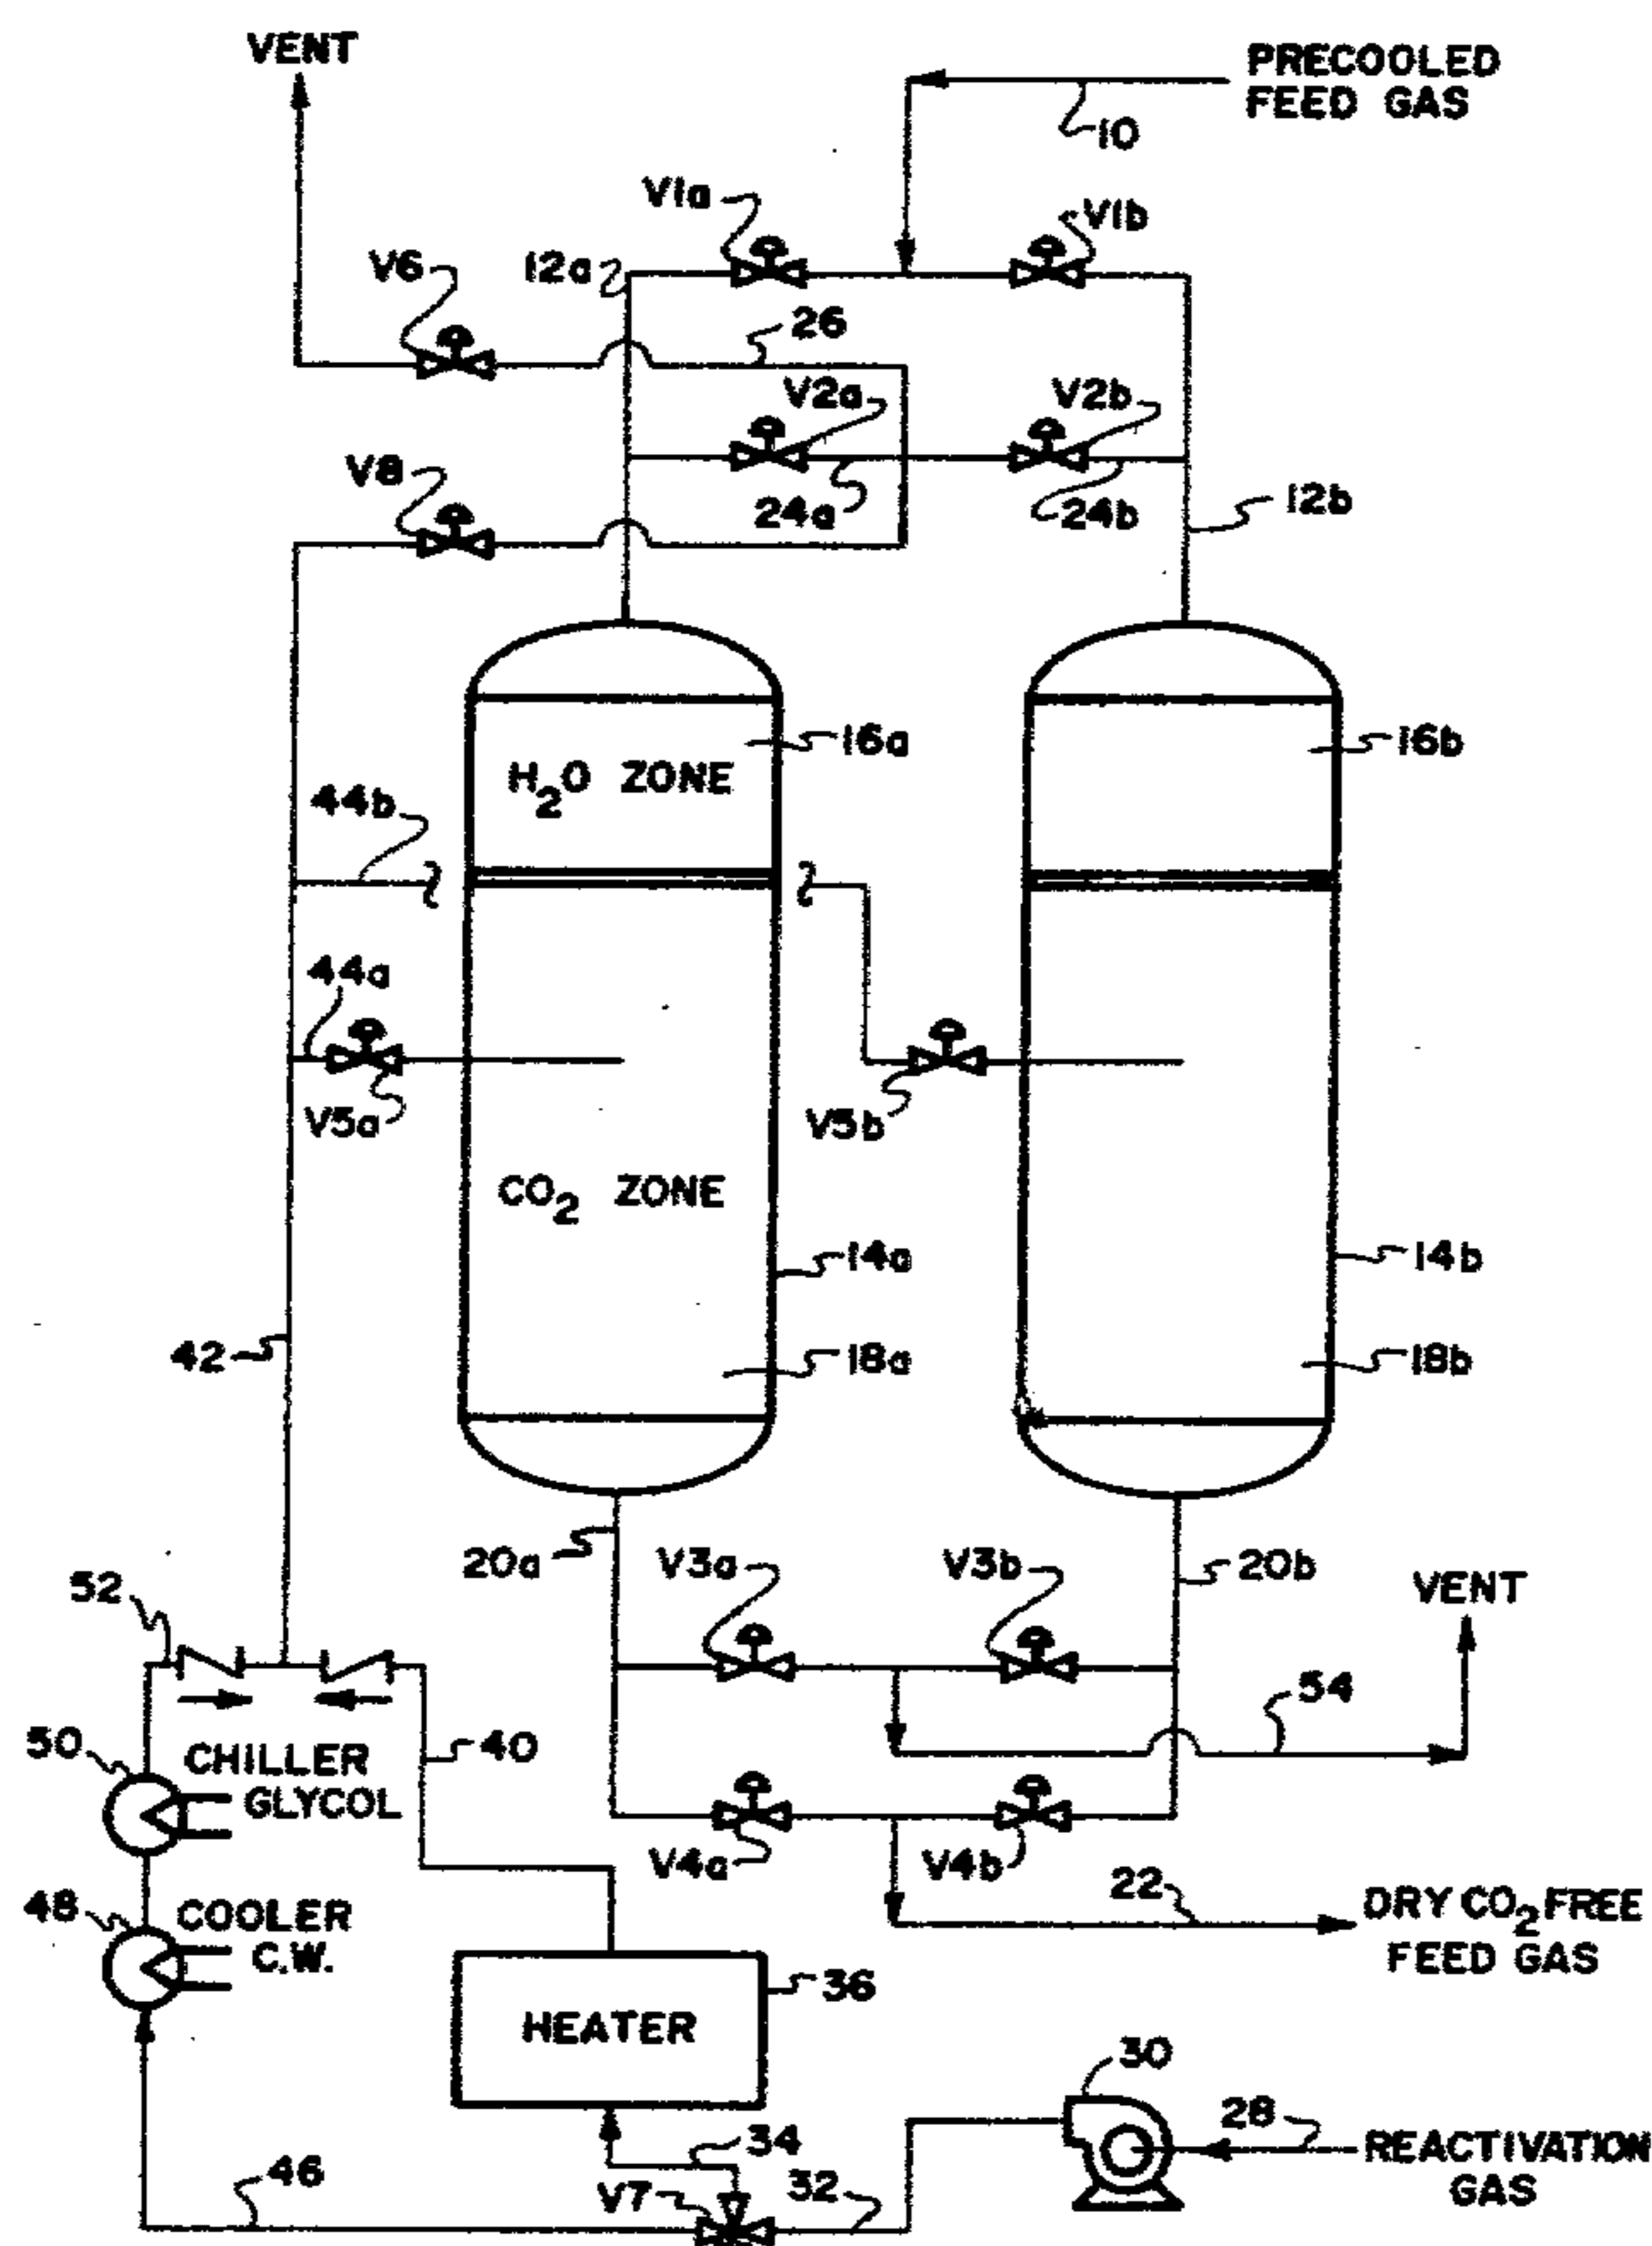 VENT
PRECOOLED
FEED GAS
10
V1a
V1b
V6
12a
26
V2a
V2b
V8
24a
24b
12b
16a
16b
H2O ZONE
44b
44a
V5a
V5b
CO2 ZONE
14a
14b
42
18a
18b
20a
V3a
V3b
20b
VENT
52
54
50
CHILLER
GLYCOL
40
V4a
V4b
22
48
COOLER
C.W.
DRY CO2 FREE
FEED GAS
36
HEATER
30
28
REACTIVATION
GAS
34
46
V7
32